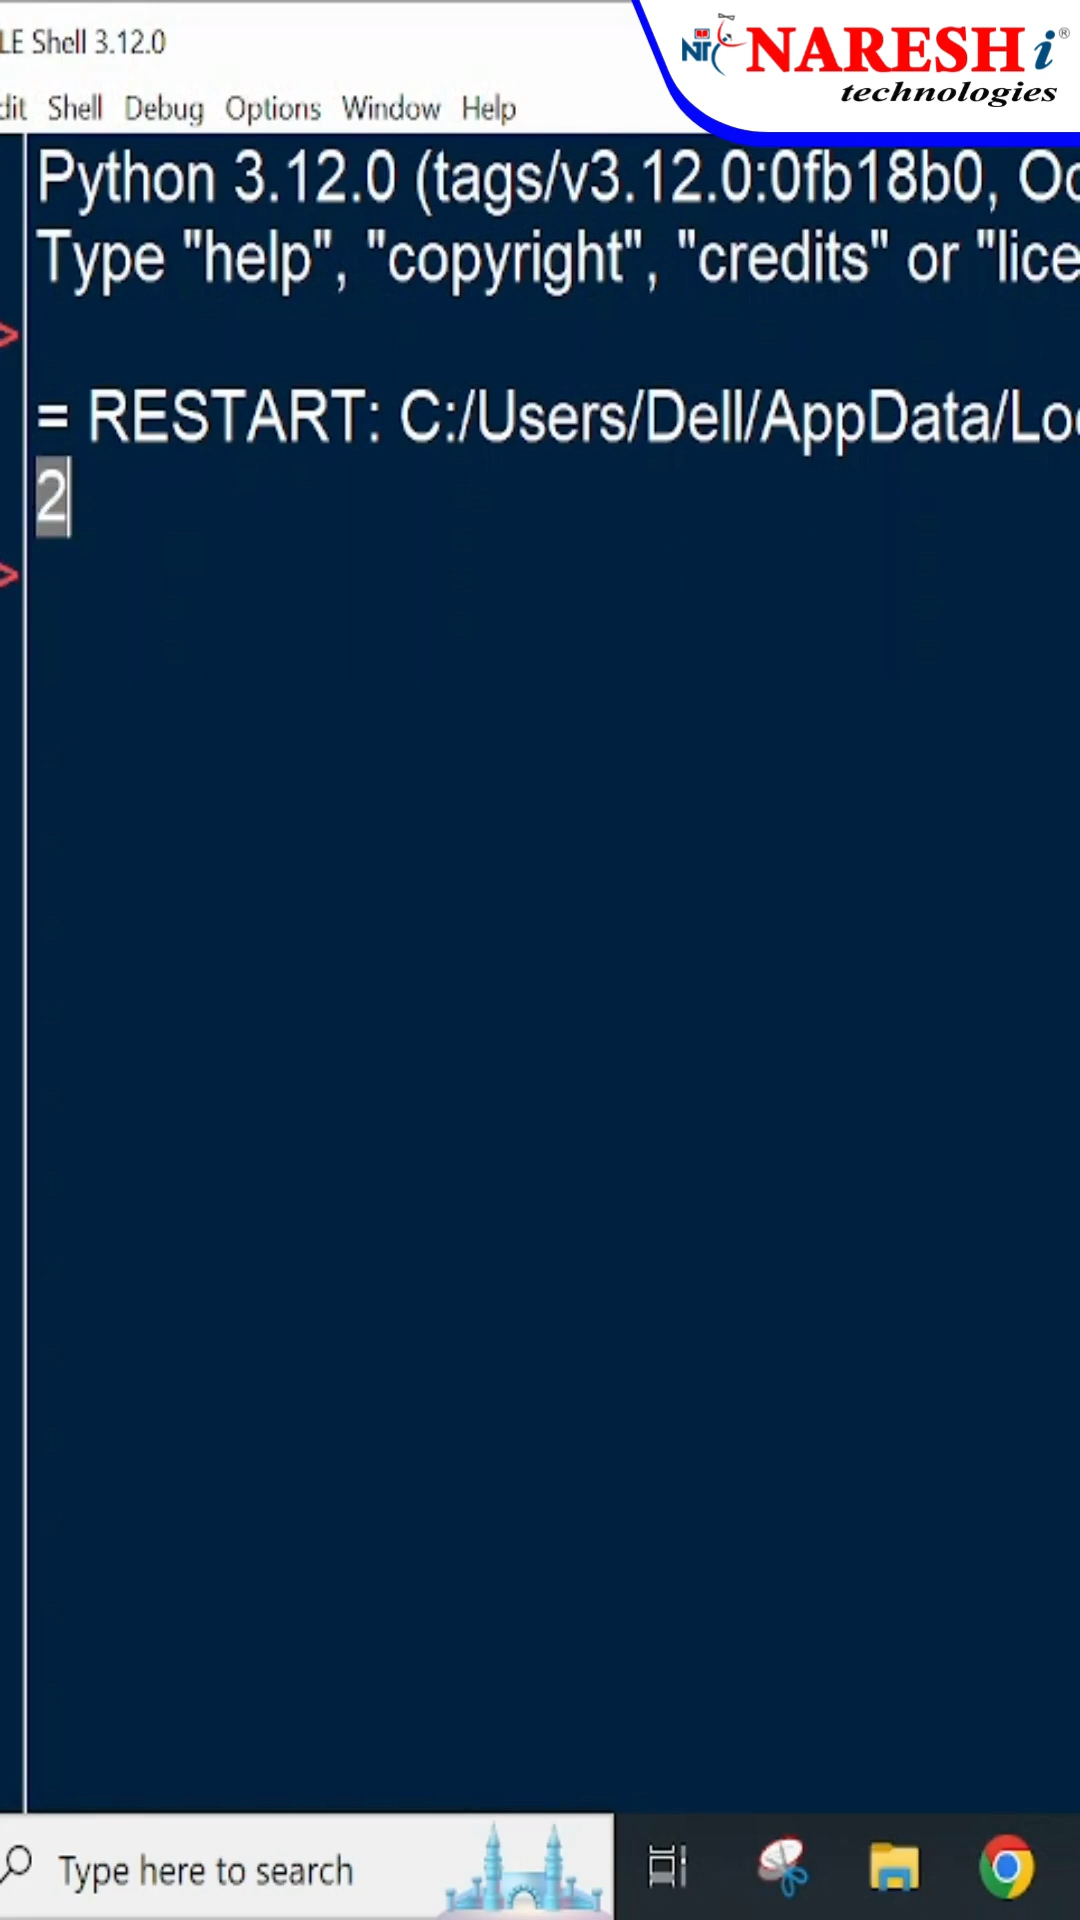 LE Shell 3.12.0
NARESH i ®
technologies
dit Shell Debug Options Window Help
Python 3.12.0 (tags/v3.12.0:0fb18b0, Oc
Type "help", "copyright", "credits" or "lice
>
= RESTART: C:/Users/Dell/AppData/Loc
2
>
Type here to search